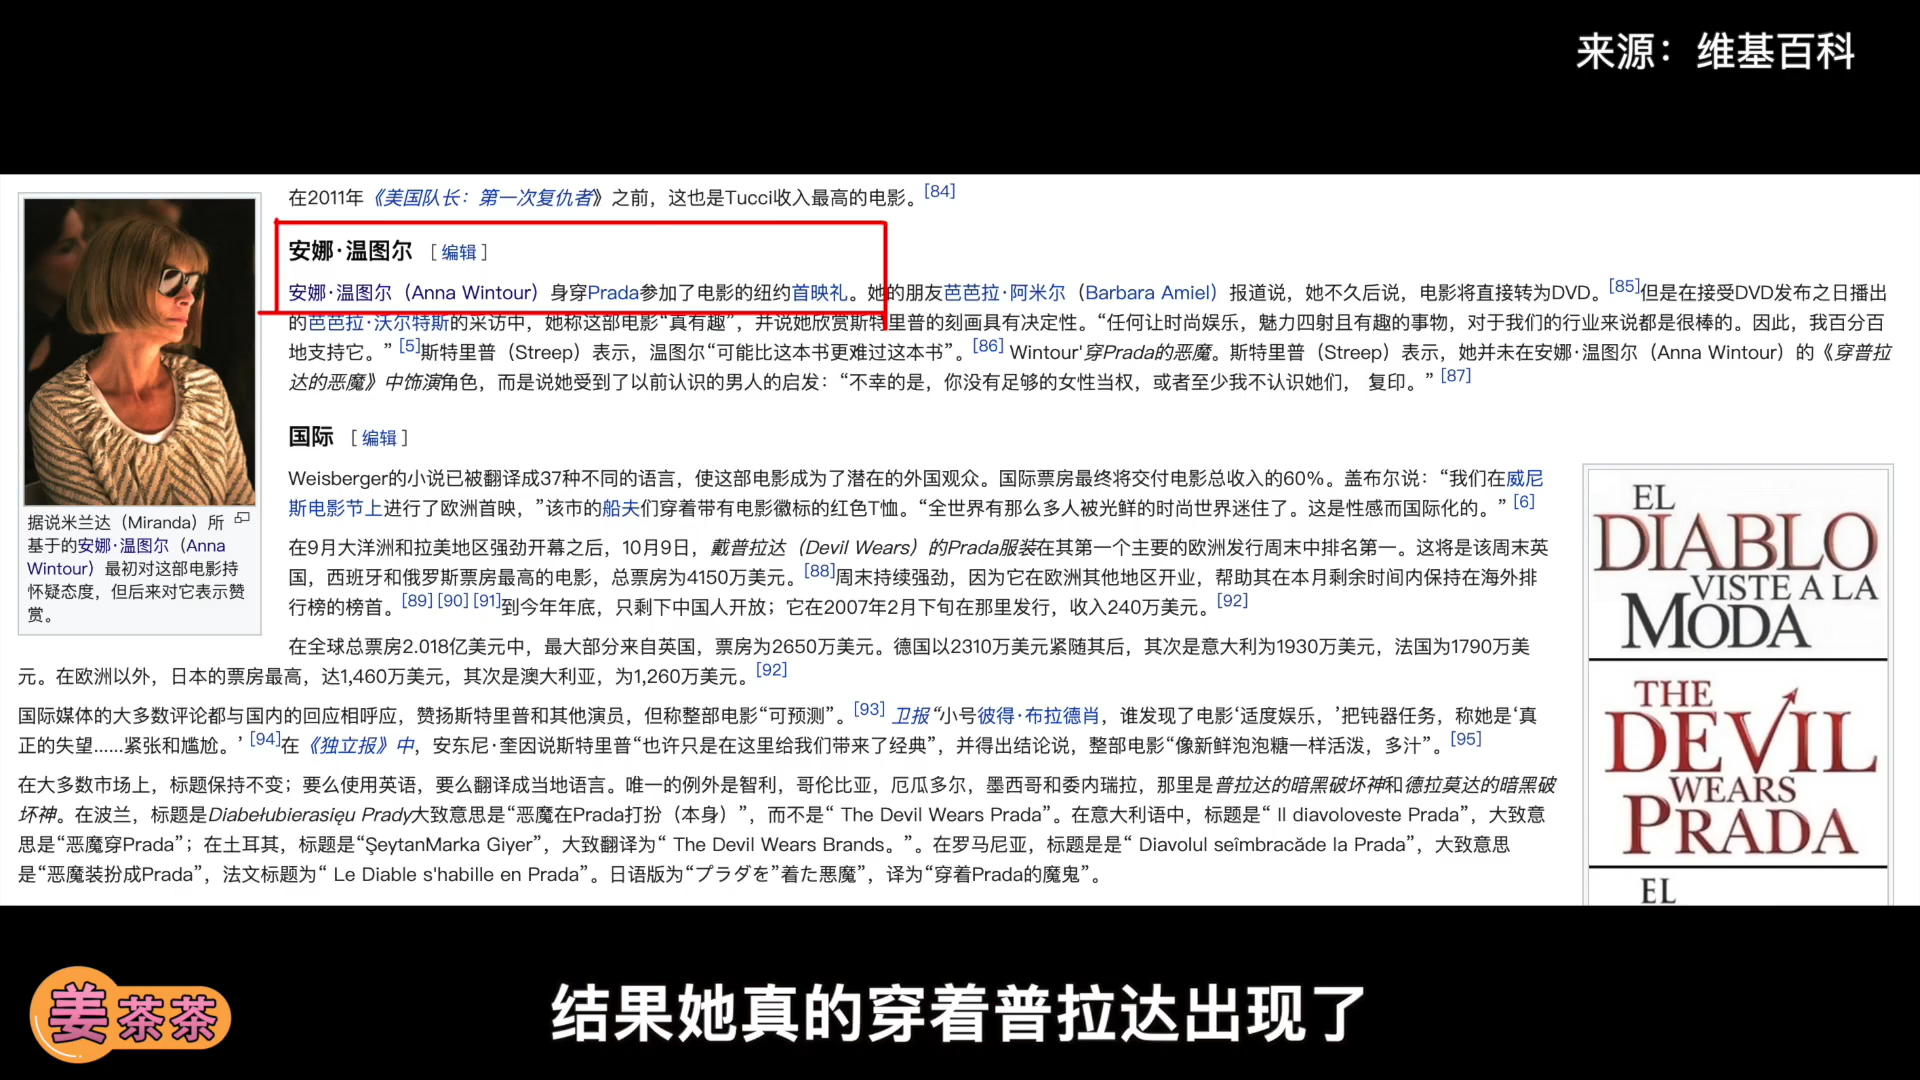 来源：维基百科
在2011年《美国队长：第一次复仇者》之前，这也是Tucci收入最高的电影。[84]
安娜·温图尔 [编辑]
安娜·温图尔（Anna Wintour）身穿Prada参加了电影的纽约首映礼。她的朋友芭芭拉·阿米尔（Barbara Amiel）报道说，她不久后说，电影将直接转为DVD。[85]但是在接受DVD发布之日播出
的芭芭拉·沃尔特斯的采访中，她称这部电影“真有趣”，并说她欣赏斯特里普的刻画具有决定性。“任何让时尚娱乐，魅力四射且有趣的事物，对于我们的行业来说都是很棒的。因此，我百分百
地支持它。” [5]斯特里普（Streep）表示，温图尔“可能比这本书更难过这本书”。[86] Wintour'穿Prada的恶魔。斯特里普（Streep）表示，她并未在安娜·温图尔（Anna Wintour）的《穿普拉
达的恶魔》中饰演角色，而是说她受到了以前认识的男人的启发：“不幸的是，你没有足够的女性当权，或者至少我不认识她们， 复印。” [87]
据说米兰达（Miranda）所
基于的安娜·温图尔（Anna
Wintour）最初对这部电影持
怀疑态度，但后来对它表示赞
赏。
国际 [编辑]
Weisberger的小说已被翻译成37种不同的语言，使这部电影成为了潜在的外国观众。国际票房最终将交付电影总收入的60%。盖布尔说：“我们在威尼
斯电影节上进行了欧洲首映，”该市的船夫们穿着带有电影徽标的红色T恤。“全世界有那么多人被光鲜的时尚世界迷住了。这是性感而国际化的。” [6]
在9月大洋洲和拉美地区强劲开幕之后，10月9日，戴普拉达（Devil Wears）的Prada服装在其第一个主要的欧洲发行周末中排名第一。这将是该周末英
国，西班牙和俄罗斯票房最高的电影，总票房为4150万美元。[88]周末持续强劲，因为它在欧洲其他地区开业，帮助其在本月剩余时间内保持在海外排
行榜的榜首。[89] [90] [91]到今年年底，只剩下中国人开放；它在2007年2月下旬在那里发行，收入240万美元。[92]
在全球总票房2.018亿美元中，最大部分来自英国，票房为2650万美元。德国以2310万美元紧随其后，其次是意大利为1930万美元，法国为1790万美
元。在欧洲以外，日本的票房最高，达1,460万美元，其次是澳大利亚，为1,260万美元。[92]
国际媒体的大多数评论都与国内的回应相呼应，赞扬斯特里普和其他演员，但称整部电影“可预测”。[93] 卫报“小号彼得·布拉德肖，谁发现了电影‘适度娱乐，’把钝器任务，称她是‘真
正的失望......紧张和尴尬。’ [94]在《独立报》中，安东尼·奎因说斯特里普“也许只是在这里给我们带来了经典”，并得出结论说，整部电影“像新鲜泡泡糖一样活泼，多汁”。[95]
在大多数市场上，标题保持不变；要么使用英语，要么翻译成当地语言。唯一的例外是智利，哥伦比亚，厄瓜多尔，墨西哥和委内瑞拉，那里是普拉达的暗黑破坏神和德拉莫达的暗黑破
坏神。在波兰，标题是Diabełubierasięu Prady大致意思是“恶魔在Prada打扮（本身）”，而不是“ The Devil Wears Prada”。在意大利语中，标题是“ Il diavoloveste Prada”，大致意
思是“恶魔穿Prada”；在土耳其，标题是“ŞeytanMarka Giyer”，大致翻译为“ The Devil Wears Brands。”。在罗马尼亚，标题是是“ Diavolul seîmbracăde la Prada”，大致意思
是“恶魔装扮成Prada”，法文标题为“ Le Diable s'habille en Prada”。日语版为“プラダを”着た悪魔”，译为“穿着Prada的魔鬼”。
EL
DIABLO
VISTE A LA
MODA
THE
DEVIL
WEARS
PRADA
EL
姜茶茶
结果她真的穿着普拉达出现了